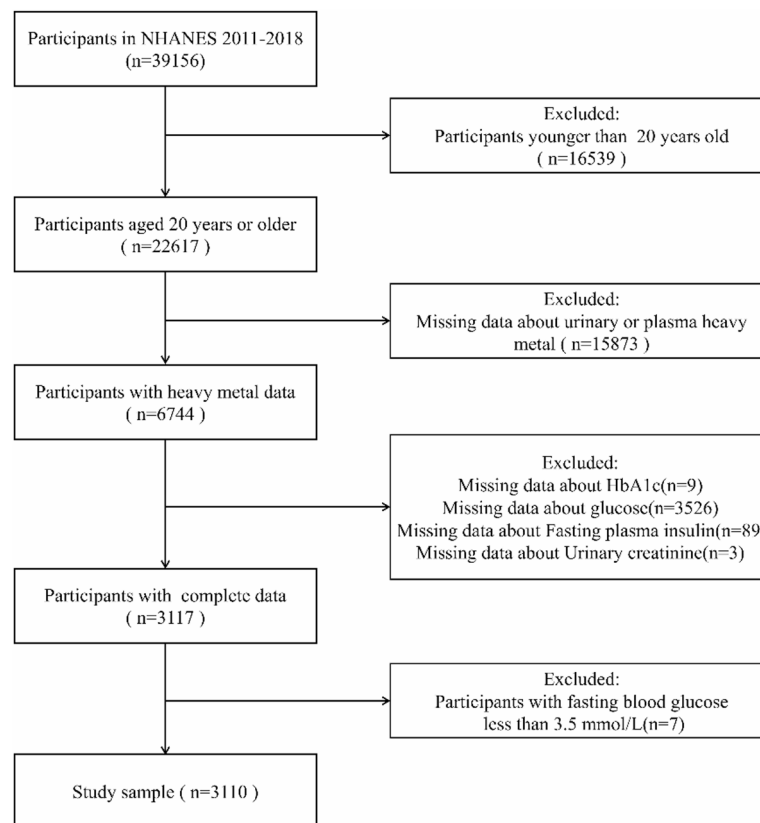 Participants in NHANES 2011-2018
(n=39156)
Excluded:
Participants younger than 20 years old
( n=16539 )
Participants aged 20 years or older
( n=22617 )
Excluded:
Missing data about urinary or plasma heavy
metal ( n=15873 )
Participants with heavy metal data
( n=6744 )
Excluded:
Missing data about HbA1c(n=9)
Missing data about glucose(n=3526)
Missing data about Fasting plasma insulin(n=89
Missing data about Urinary creatinine(n=3)
Participants with complete data
( n=3117 )
Excluded:
Participants with fasting blood glucose
less than 3.5 mmol/L(n=7)
Study sample ( n=3110 )